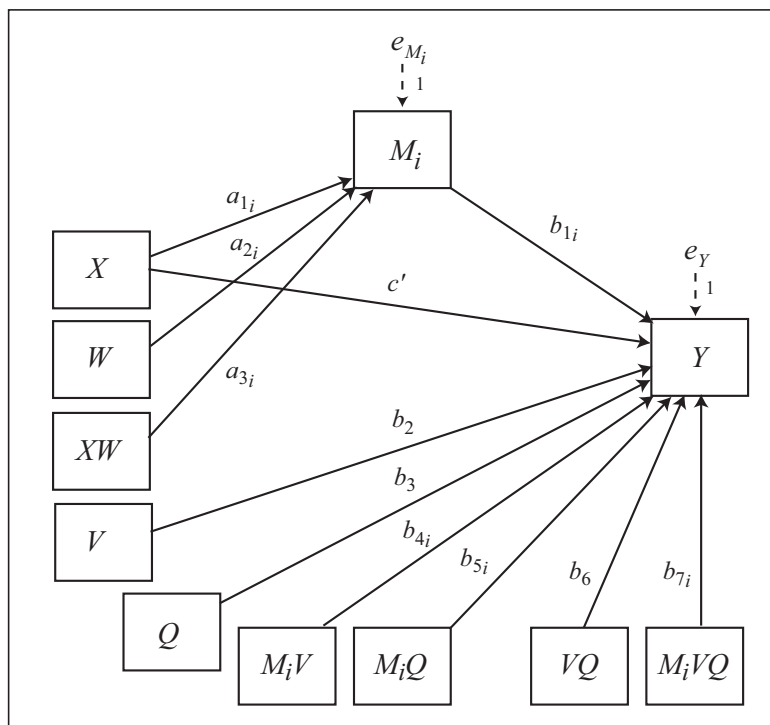 e_{M_i}
1
M_i
a_{1_i}
b_{1_i}
X
a_{2_i}
e_Y
1
c′
W
Y
a_{3_i}
XW
b_2
b_3
V
b_{4_i}
b_{5_i}
b_6
b_{7_i}
Q
M_iV
M_iQ
VQ
M_iVQ